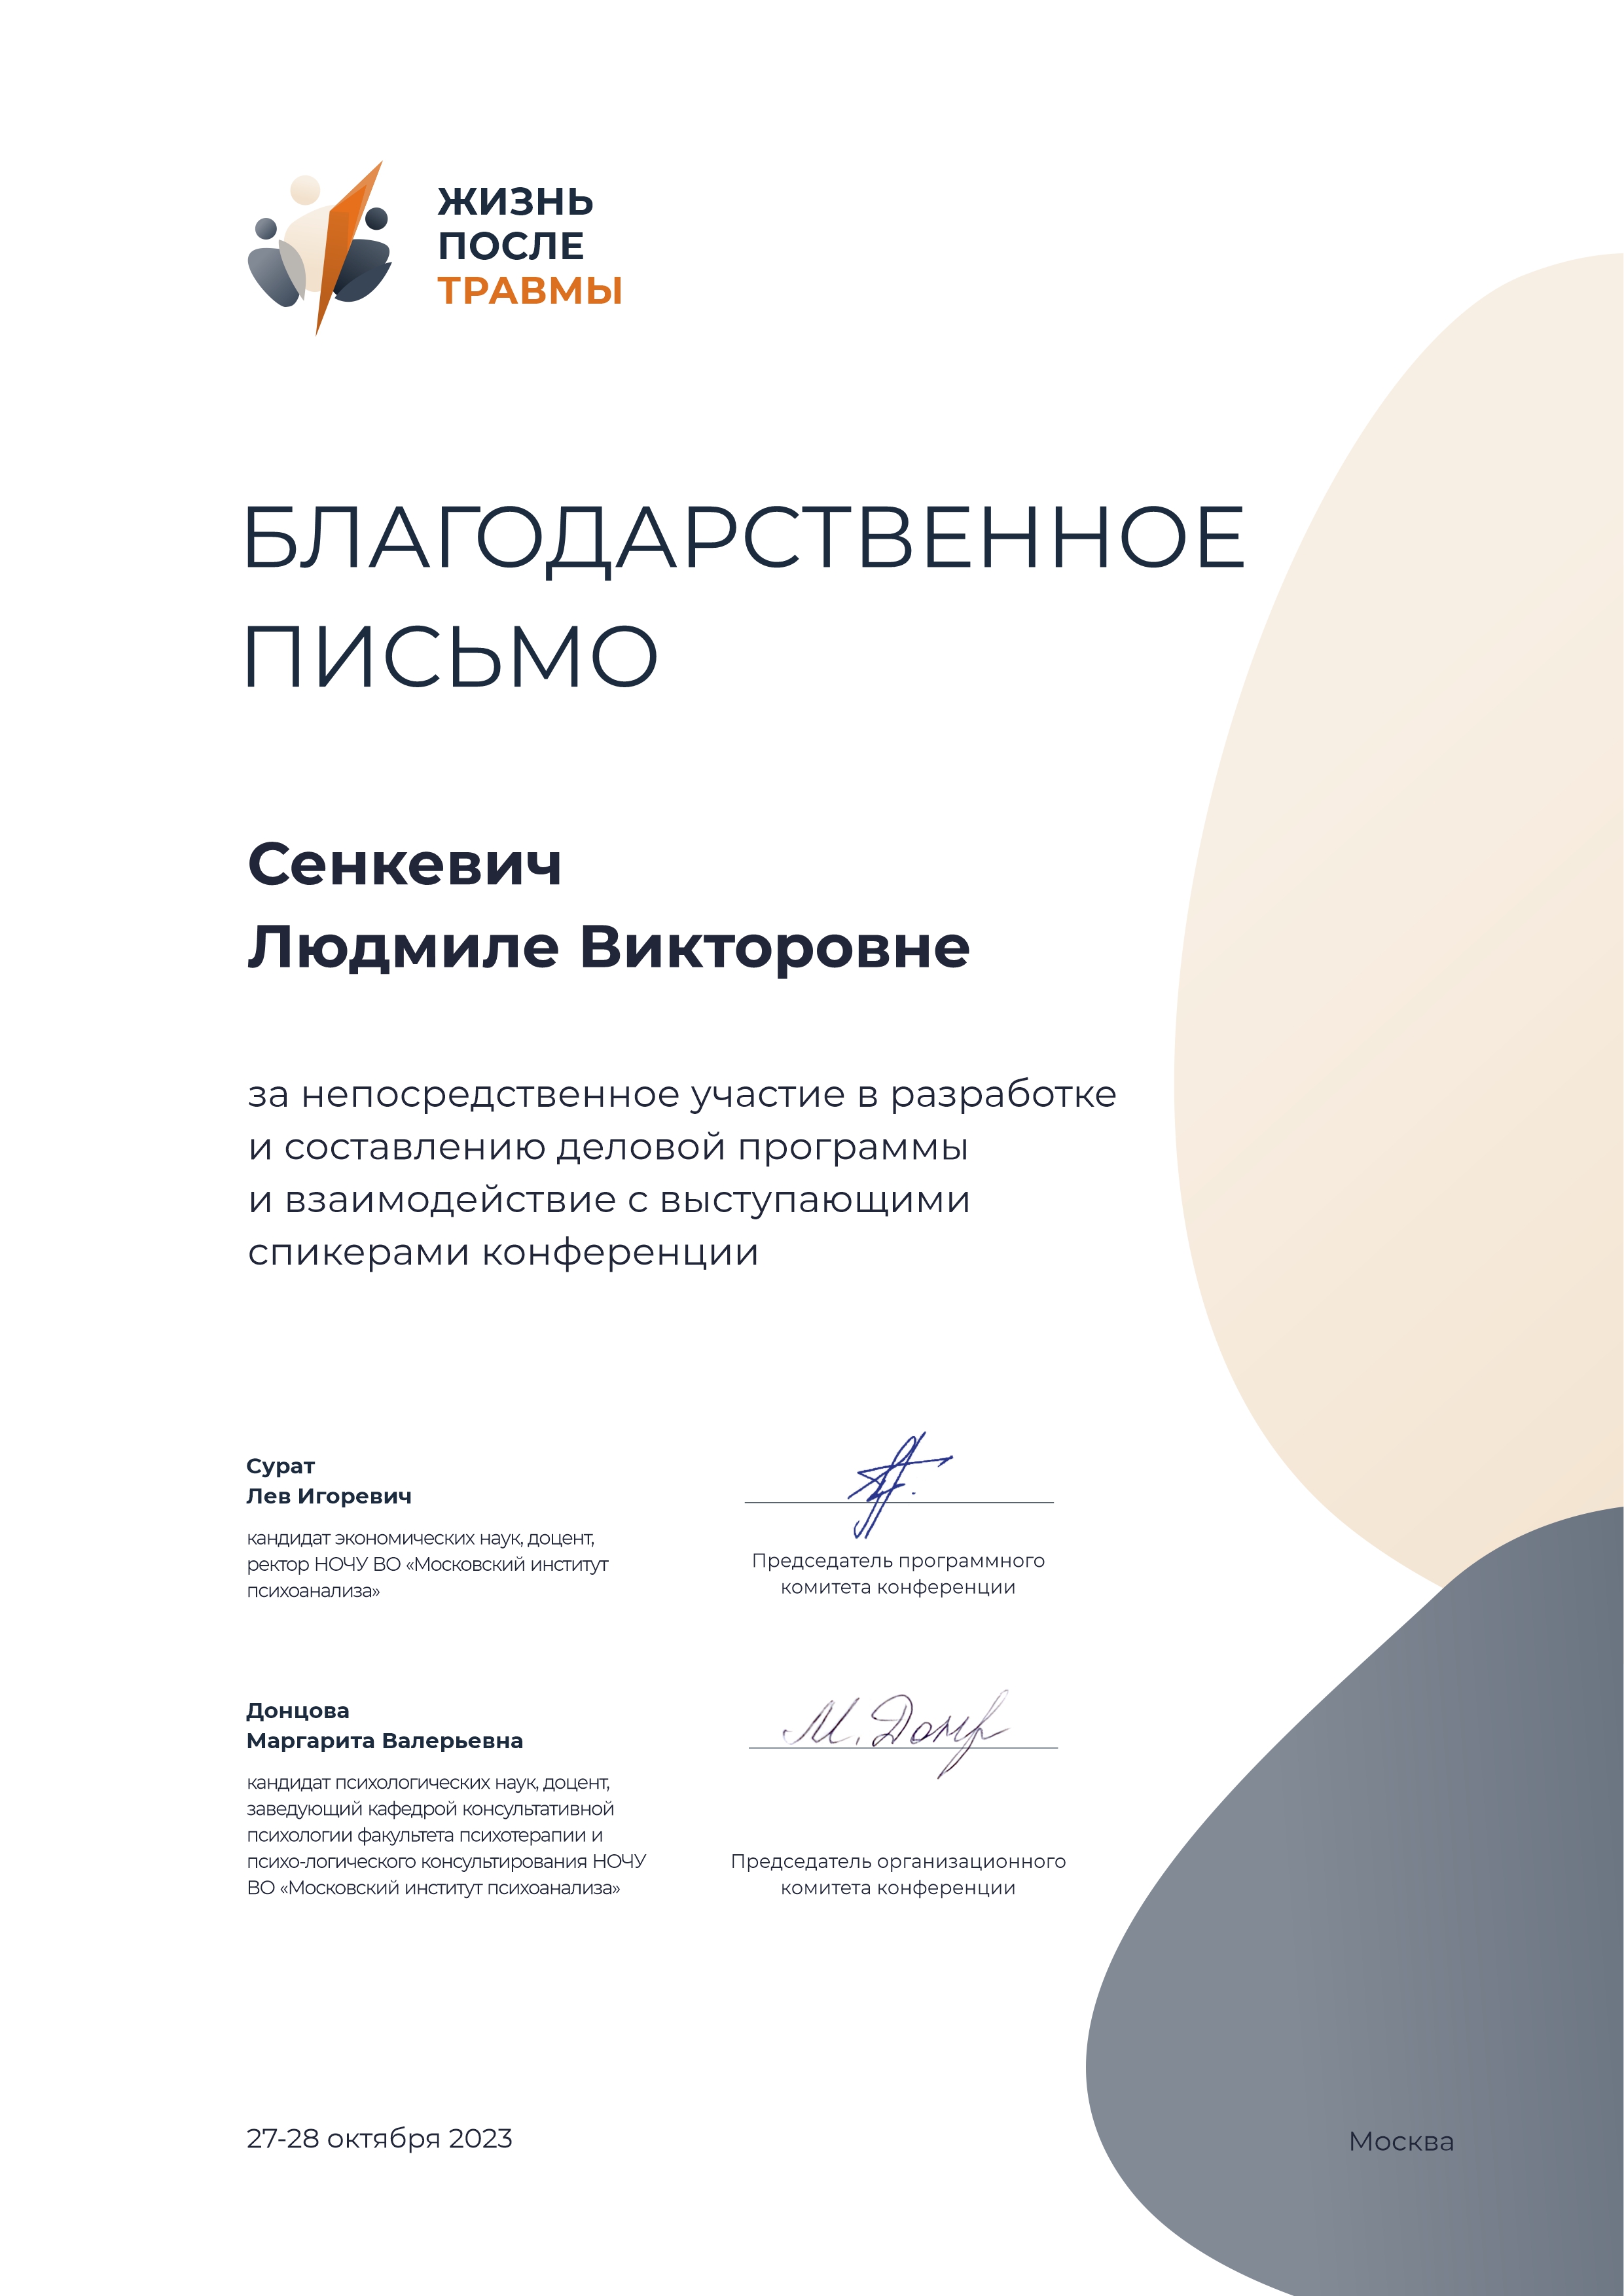 ЖИЗНЬ
ПОСЛЕ
ТРАВМЫ
БЛАГОДАРСТВЕННОЕ
ПИСЬМО
Сенкевич
Людмиле Викторовне
за непосредственное участие в разработке
и составлению деловой программы
и взаимодействие с выступающими
спикерами конференции
Сурат
Лев Игоревич
кандидат экономических наук, доцент,
ректор НОЧУ ВО «Московский институт
психоанализа»
Председатель программного
комитета конференции
Донцова
Маргарита Валерьевна
кандидат психологических наук, доцент,
заведующий кафедрой консультативной
психологии факультета психотерапии и
психо-логического консультирования НОЧУ
ВО «Московский институт психоанализа»
М. Донц
Председатель организационного
комитета конференции
27-28 октября 2023
Москва